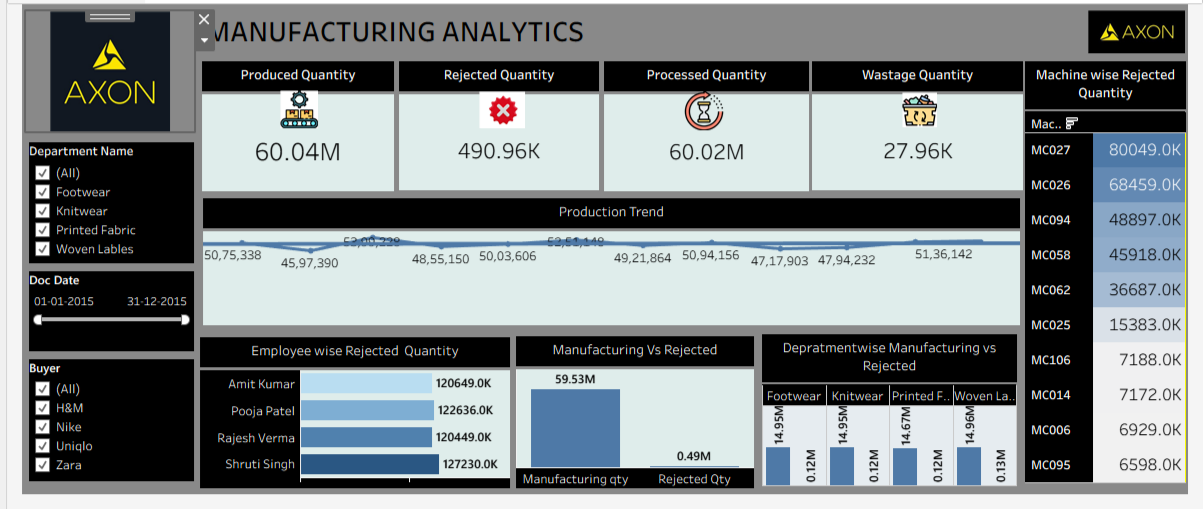 MANUFACTURING ANALYTICS
AXON
AXON
Department Name
(All)
Footwear
Knitwear
Printed Fabric
Woven Lables
Doc Date
01-01-2015 31-12-2015
Buyer
(All)
H&M
Nike
Uniqlo
Zara
Produced Quantity
60.04M
Rejected Quantity
490.96K
Processed Quantity
60.02M
Wastage Quantity
27.96K
Production Trend
50,75,338
45,97,390
48,55,150
50,03,606
49,21,864
50,94,156
47,17,903
47,94,232
51,36,142
Employee wise Rejected Quantity
Amit Kumar 120649.0K
Pooja Patel 122636.0K
Rajesh Verma 120449.0K
Shruti Singh 127230.0K
Manufacturing Vs Rejected
59.53M
0.49M
Manufacturing qty Rejected Qty
Depratmentwise Manufacturing vs
Rejected
Footwear Knitwear Printed F.. Woven La..
14.95M 0.12M 14.95M 0.12M 14.67M 0.12M 14.96M 0.13M
Machine wise Rejected
Quantity
Mac..
MC027 80049.0K
MC026 68459.0K
MC094 48897.0K
MC058 45918.0K
MC062 36687.0K
MC025 15383.0K
MC106 7188.0K
MC014 7172.0K
MC006 6929.0K
MC095 6598.0K